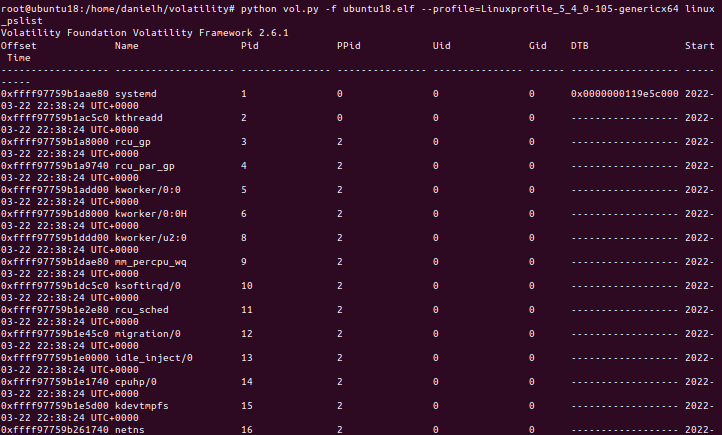 root@ubuntu18:/home/danielh/volatility# python vol.py -f ubuntu18.elf --profile=Linuxprofile_5_4_0-105-genericx64 linux
_pslist
Volatility Foundation Volatility Framework 2.6.1
Offset             Name                 Pid             PPid            Uid             Gid    DTB                Start
 Time
------------------ -------------------- --------------- --------------- --------------- ------ ------------------ -----
-----
0xffff97759b1aae80 systemd              1               0               0               0      0x0000000119e5c000 2022-
03-22 22:38:24 UTC+0000
0xffff97759b1ac5c0 kthreadd             2               0               0               0      ------------------ 2022-
03-22 22:38:24 UTC+0000
0xffff97759b1a8000 rcu_gp               3               2               0               0      ------------------ 2022-
03-22 22:38:24 UTC+0000
0xffff97759b1a9740 rcu_par_gp           4               2               0               0      ------------------ 2022-
03-22 22:38:24 UTC+0000
0xffff97759b1add00 kworker/0:0          5               2               0               0      ------------------ 2022-
03-22 22:38:24 UTC+0000
0xffff97759b1d8000 kworker/0:0H         6               2               0               0      ------------------ 2022-
03-22 22:38:24 UTC+0000
0xffff97759b1ddd00 kworker/u2:0         8               2               0               0      ------------------ 2022-
03-22 22:38:24 UTC+0000
0xffff97759b1dae80 mm_percpu_wq         9               2               0               0      ------------------ 2022-
03-22 22:38:24 UTC+0000
0xffff97759b1dc5c0 ksoftirqd/0          10              2               0               0      ------------------ 2022-
03-22 22:38:24 UTC+0000
0xffff97759b1e2e80 rcu_sched            11              2               0               0      ------------------ 2022-
03-22 22:38:24 UTC+0000
0xffff97759b1e45c0 migration/0          12              2               0               0      ------------------ 2022-
03-22 22:38:24 UTC+0000
0xffff97759b1e0000 idle_inject/0        13              2               0               0      ------------------ 2022-
03-22 22:38:24 UTC+0000
0xffff97759b1e1740 cpuhp/0              14              2               0               0      ------------------ 2022-
03-22 22:38:24 UTC+0000
0xffff97759b1e5d00 kdevtmpfs            15              2               0               0      ------------------ 2022-
03-22 22:38:24 UTC+0000
0xffff97759b261740 netns                16              2               0               0      ------------------ 2022-